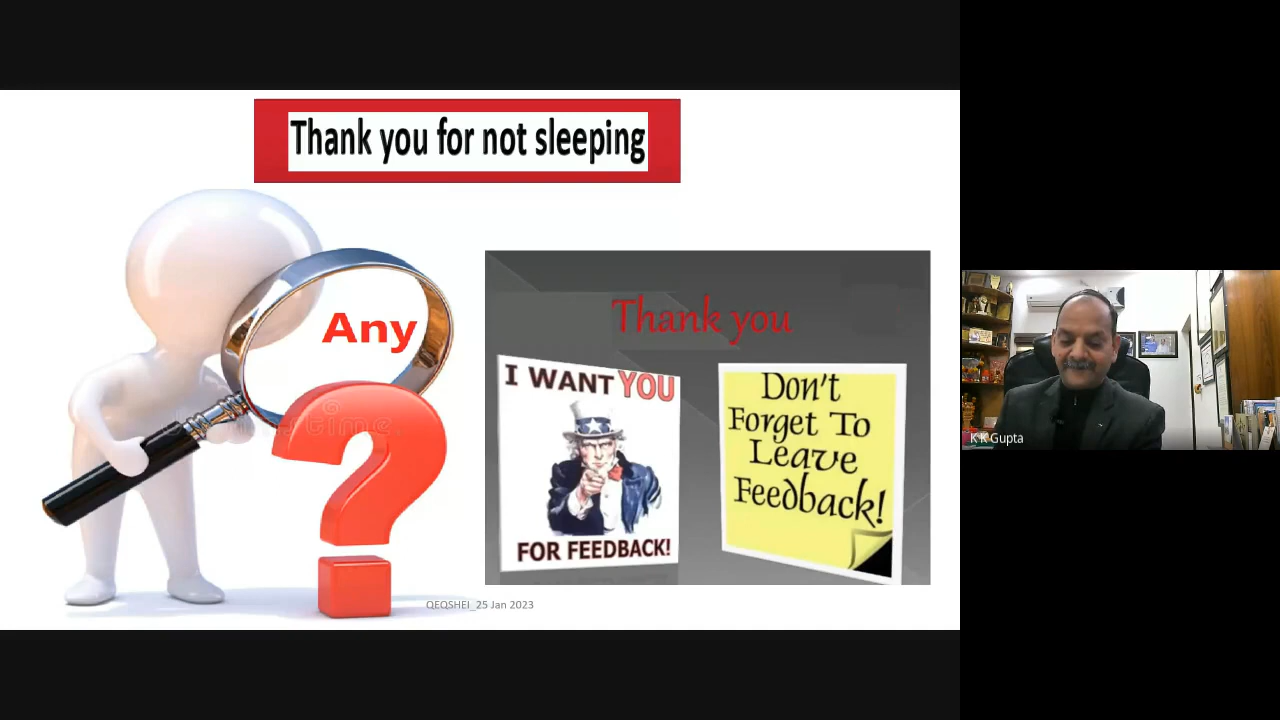 Thank you for not sleeping
Any
Thank you
I WANT YOU
FOR FEEDBACK!
Don't
Forget To
Leave
Feedback!
QEQSHEI_25 Jan 2023
K K Gupta